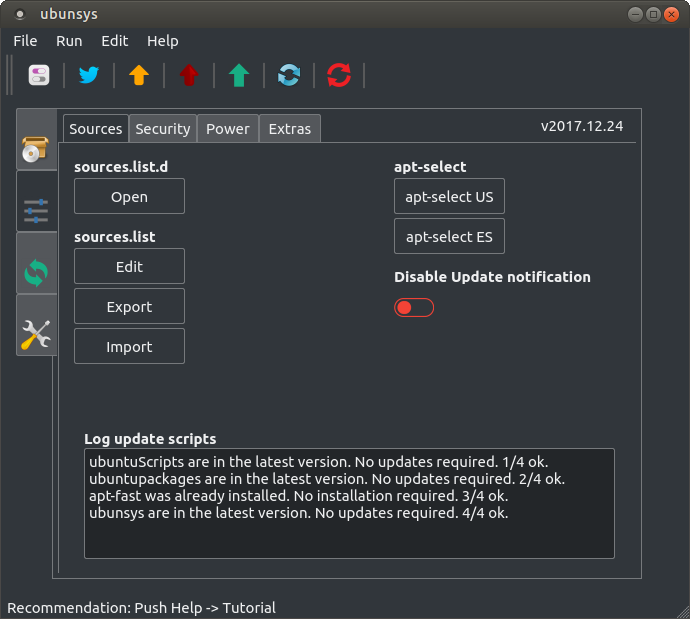 ubunsys
File Run Edit Help
Sources Security Power Extras v2017.12.24
sources.list.d
Open
sources.list
Edit
Export
Import
apt-select
apt-select US
apt-select ES
Disable Update notification
Log update scripts
ubuntuScripts are in the latest version. No updates required. 1/4 ok.
ubuntupackages are in the latest version. No updates required. 2/4 ok.
apt-fast was already installed. No installation required. 3/4 ok.
ubunsys are in the latest version. No updates required. 4/4 ok.
Recommendation: Push Help -> Tutorial